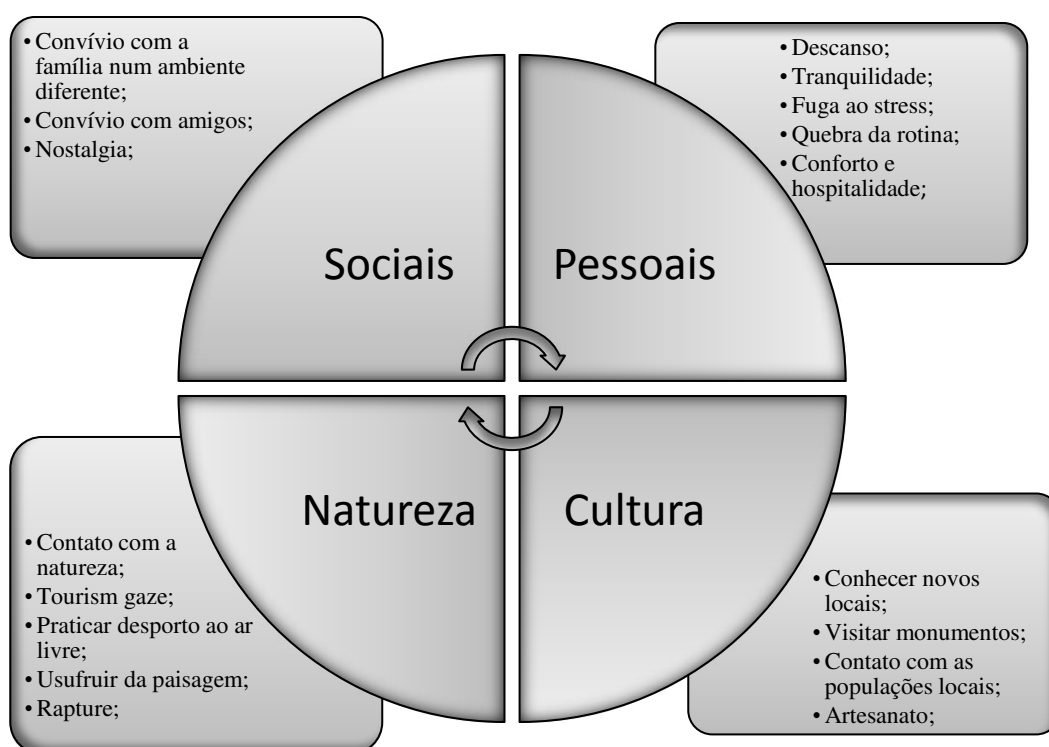 • Convívio com a
família num ambiente
diferente;
• Convívio com amigos;
• Nostalgia;
• Descanso;
• Tranquilidade;
• Fuga ao stress;
• Quebra da rotina;
• Conforto e
hospitalidade;
Sociais
Pessoais
Natureza
Cultura
• Contato com a
natureza;
• Tourism gaze;
• Praticar desporto ao ar
livre;
• Usufruir da paisagem;
• Rapture;
• Conhecer novos
locais;
• Visitar monumentos;
• Contato com as
populações locais;
• Artesanato;